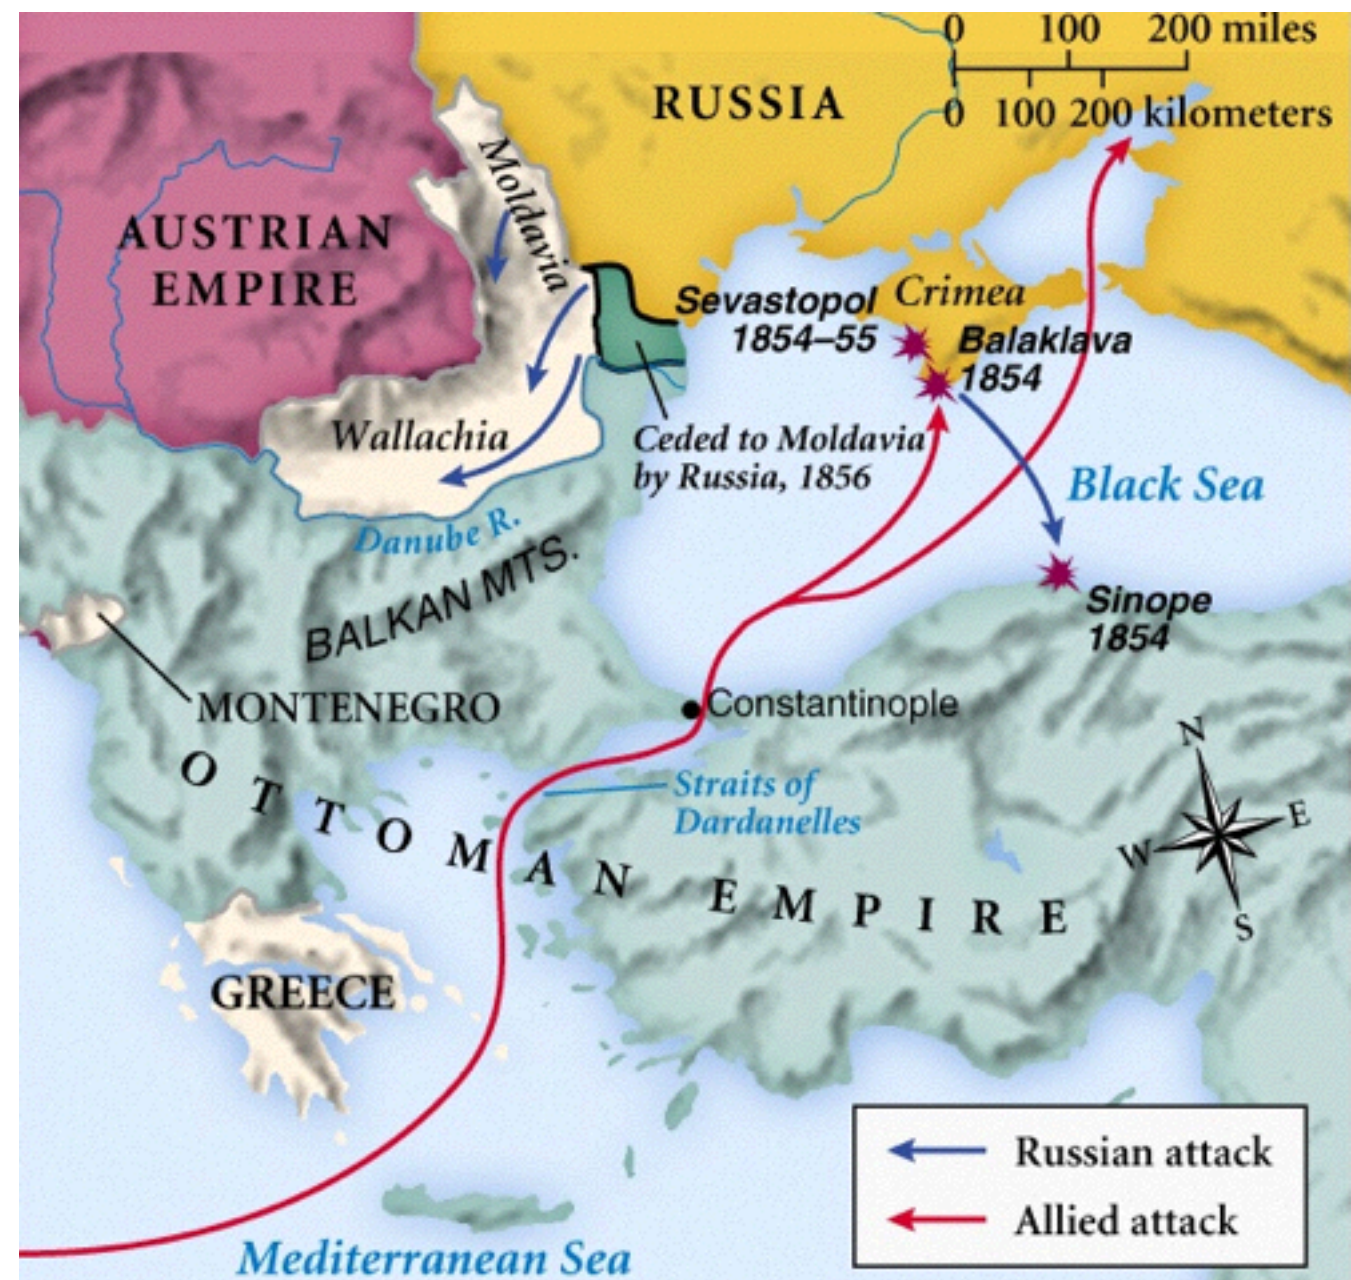 0 100 200 miles
0 100 200 kilometers
RUSSIA
Moldavia
AUSTRIAN
EMPIRE
Sevastopol
1854–55
Crimea
Balaklava
1854
Wallachia
Ceded to Moldavia
by Russia, 1856
Black Sea
Danube R.
BALKAN MTS.
Sinope
1854
MONTENEGRO
Constantinople
Straits of
Dardanelles
OTTOMAN EMPIRE
N
E
W
S
GREECE
Russian attack
Allied attack
Mediterranean Sea